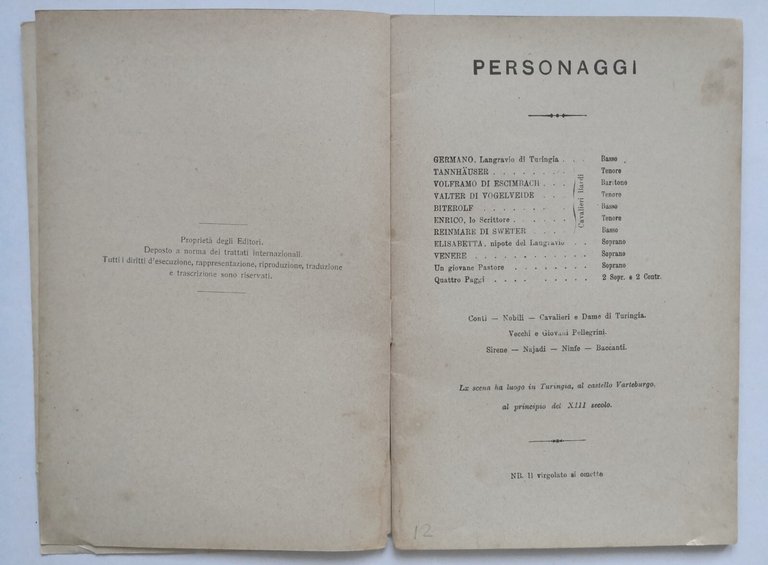 Proprietà degli Editori.
Deposto a norma dei trattati internazionali.
Tutti i diritti d'esecuzione, rappresentazione, riproduzione, traduzione
e trascrizione sono riservati.
PERSONAGGI
GERMANO, Langravio di Turingia . . . Basso
TANNHÄUSER . . . . . . . . Tenore
VOLFRAMO DI ESCIMBACH . . . Baritono
VALTER DI VOGELVEIDE . . . Tenore
BITEROLF . . . . . . . . Basso
ENRICO, lo Scrittore . . . . . Tenore
REINMARE DI SWETER . . . . Basso
Cavalieri Bardi
ELISABETTA, nipote del Langravio . . Soprano
VENERE . . . . . . . . . . Soprano
Un giovane Pastore . . . . . . . Soprano
Quattro Paggi . . . . . . . . . 2 Sopr. e 2 Contr.
Conti — Nobili — Cavalieri e Dame di Turingia.
Vecchi e Giovani Pellegrini.
Sirene — Najadi — Ninfe — Baccanti.
La scena ha luogo in Turingia, al castello Varteburgo.
al principio del XIII secolo.
NB. Il virgolato si omette
12